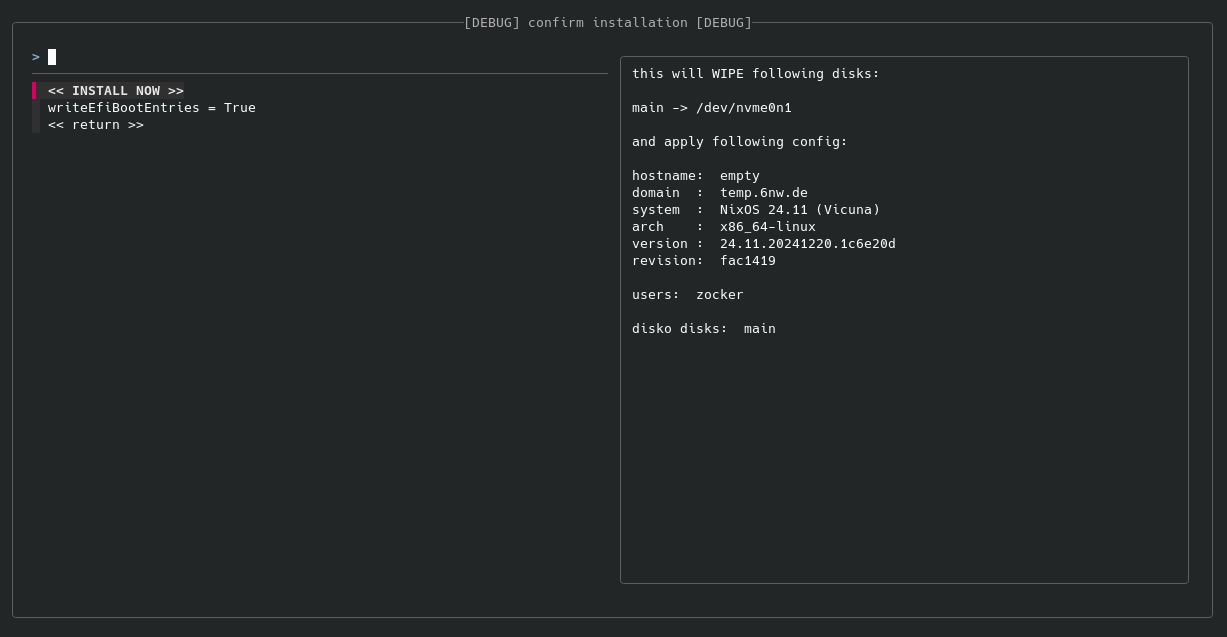 [DEBUG] confirm installation [DEBUG]
>
<< INSTALL NOW >>
writeEfiBootEntries = True
<< return >>
this will WIPE following disks:
main -> /dev/nvme0n1
and apply following config:
hostname:  empty
domain  :  temp.6nw.de
system  :  NixOS 24.11 (Vicuna)
arch    :  x86_64-linux
version :  24.11.20241220.1c6e20d
revision:  fac1419
users:  zocker
disko disks:  main